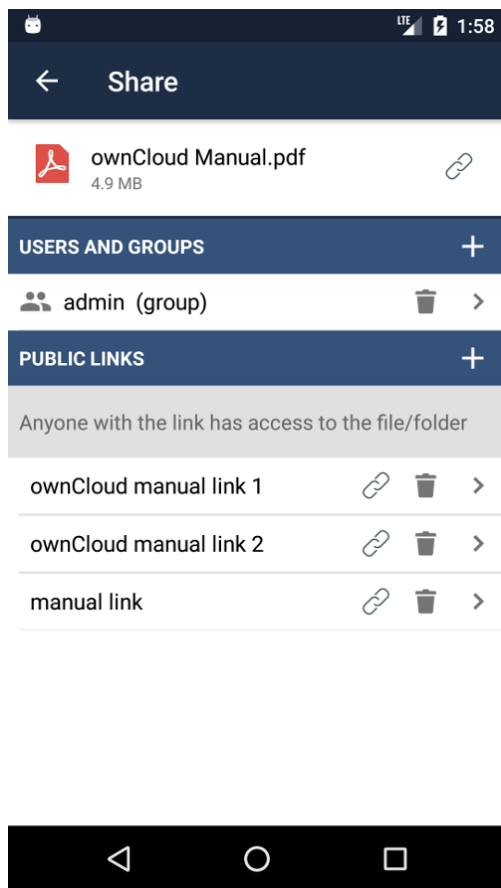 LTE 1:58
Share
ownCloud Manual.pdf
4.9 MB
USERS AND GROUPS
admin (group)
PUBLIC LINKS
Anyone with the link has access to the file/folder
ownCloud manual link 1
ownCloud manual link 2
manual link